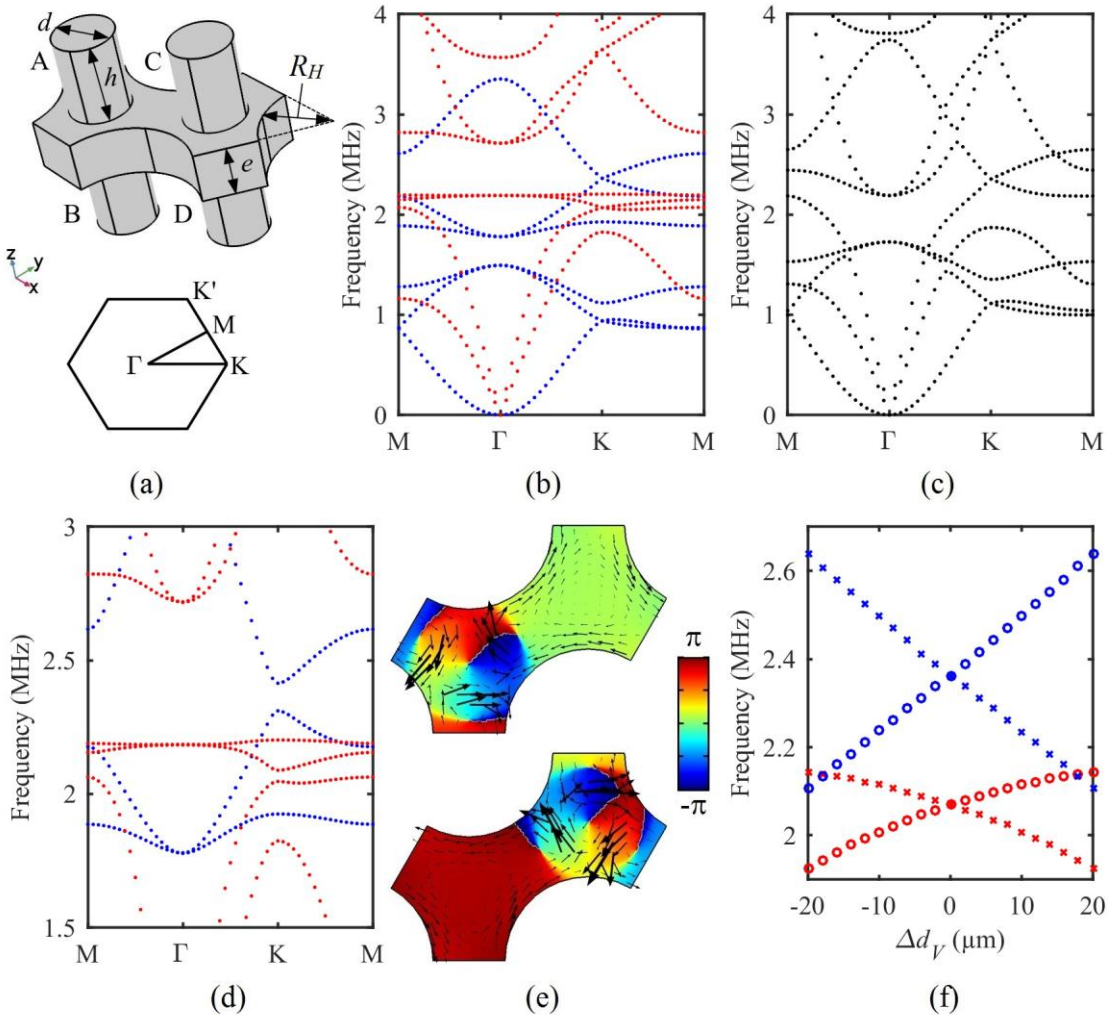 d
A
C
h
R_H
e
B
D
z
y
x
K'
M
Γ
K
(a)
Frequency (MHz)
4
3
2
1
0
M
Γ
K
M
(b)
Frequency (MHz)
4
3
2
1
0
M
Γ
K
M
(c)
Frequency (MHz)
3
2.5
2
1.5
M
Γ
K
M
(d)
π
-π
(e)
Frequency (MHz)
2.6
2.4
2.2
2
-20
-10
0
10
20
Δd_V (μm)
(f)